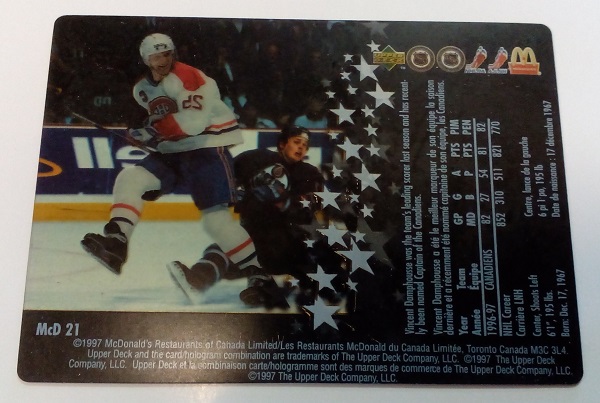 Vincent Damphousse was the team's leading scorer last season and has recent-
ly been named Captain of the Canadiens.
Vincent Damphousse a été le meilleur marqueur de son équipe la saison
dernière et a récemment été nommé capitaine de son équipe, les Canadiens.
Year Team GP G A PTS PIM
Année Équipe MD B P PTS PEN
1996-97 CANADIENS 82 27 54 81 82
NHL Career
Carrière LNH 852 310 511 821 770
Center, Shoots Left Centre, lance de la gauche
6'1", 195 lbs. 6 pi 1 po, 195 lb
Born: Dec. 17, 1967 Date de naissance : 17 décembre 1967
25
McD 21
©1997 McDonald's Restaurants of Canada Limited/Les Restaurants McDonald du Canada Limitée, Toronto Canada M3C 3L4.
Upper Deck and the card/hologram combination are trademarks of The Upper Deck Company, LLC. ©1997 The Upper Deck
Company, LLC. Upper Deck et la combinaison carte/hologramme sont des marques de commerce de The Upper Deck Company, LLC.
©1997 The Upper Deck Company, LLC.